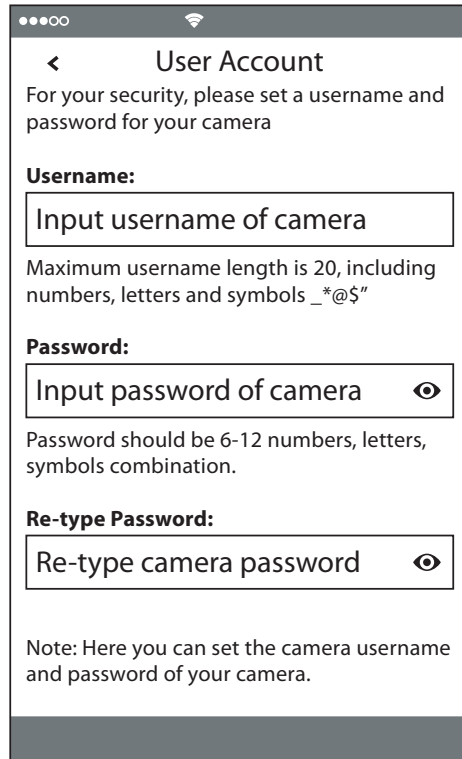 User Account
For your security, please set a username and
password for your camera
Username:
Input username of camera
Maximum username length is 20, including
numbers, letters and symbols _*@$”
Password:
Input password of camera
Password should be 6-12 numbers, letters,
symbols combination.
Re-type Password:
Re-type camera password
Note: Here you can set the camera username
and password of your camera.